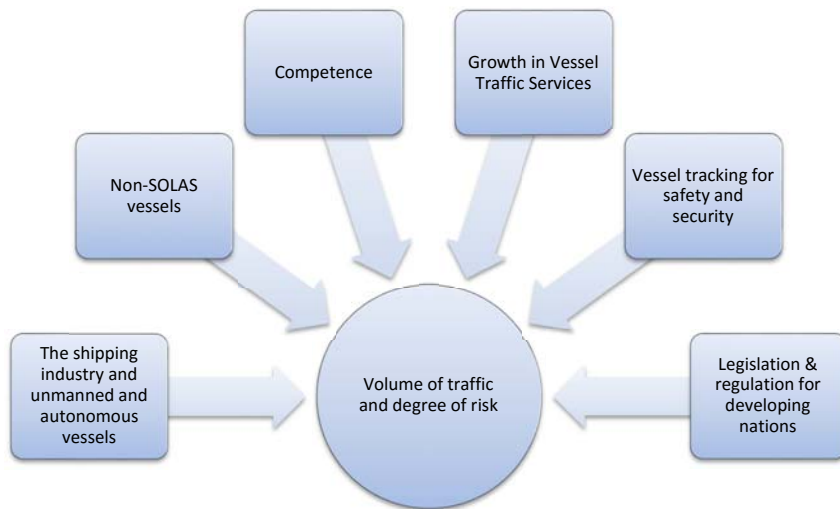 Competence
Growth in Vessel
Traffic Services
Non-SOLAS
vessels
Vessel tracking for
safety and
security
The shipping
industry and
unmanned and
autonomous
vessels
Volume of traffic
and degree of risk
Legislation &
regulation for
developing
nations